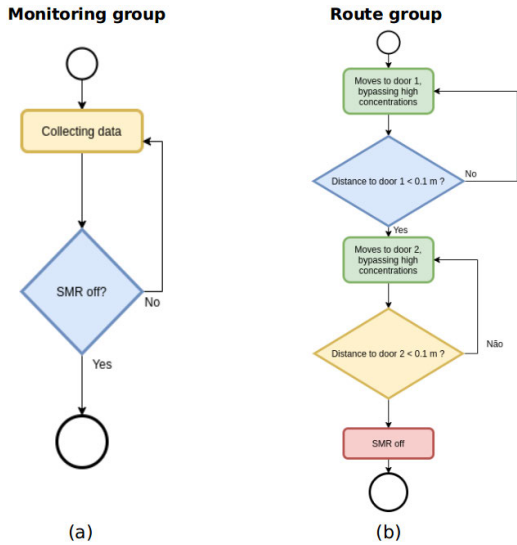 Monitoring group
Collecting data
SMR off?
No
Yes
(a)
Route group
Moves to door 1,
bypassing high
concentrations
Distance to door 1 < 0.1 m ?
No
Yes
Moves to door 2,
bypassing high
concentrations
Distance to door 2 < 0.1 m ?
Não
SMR off
(b)